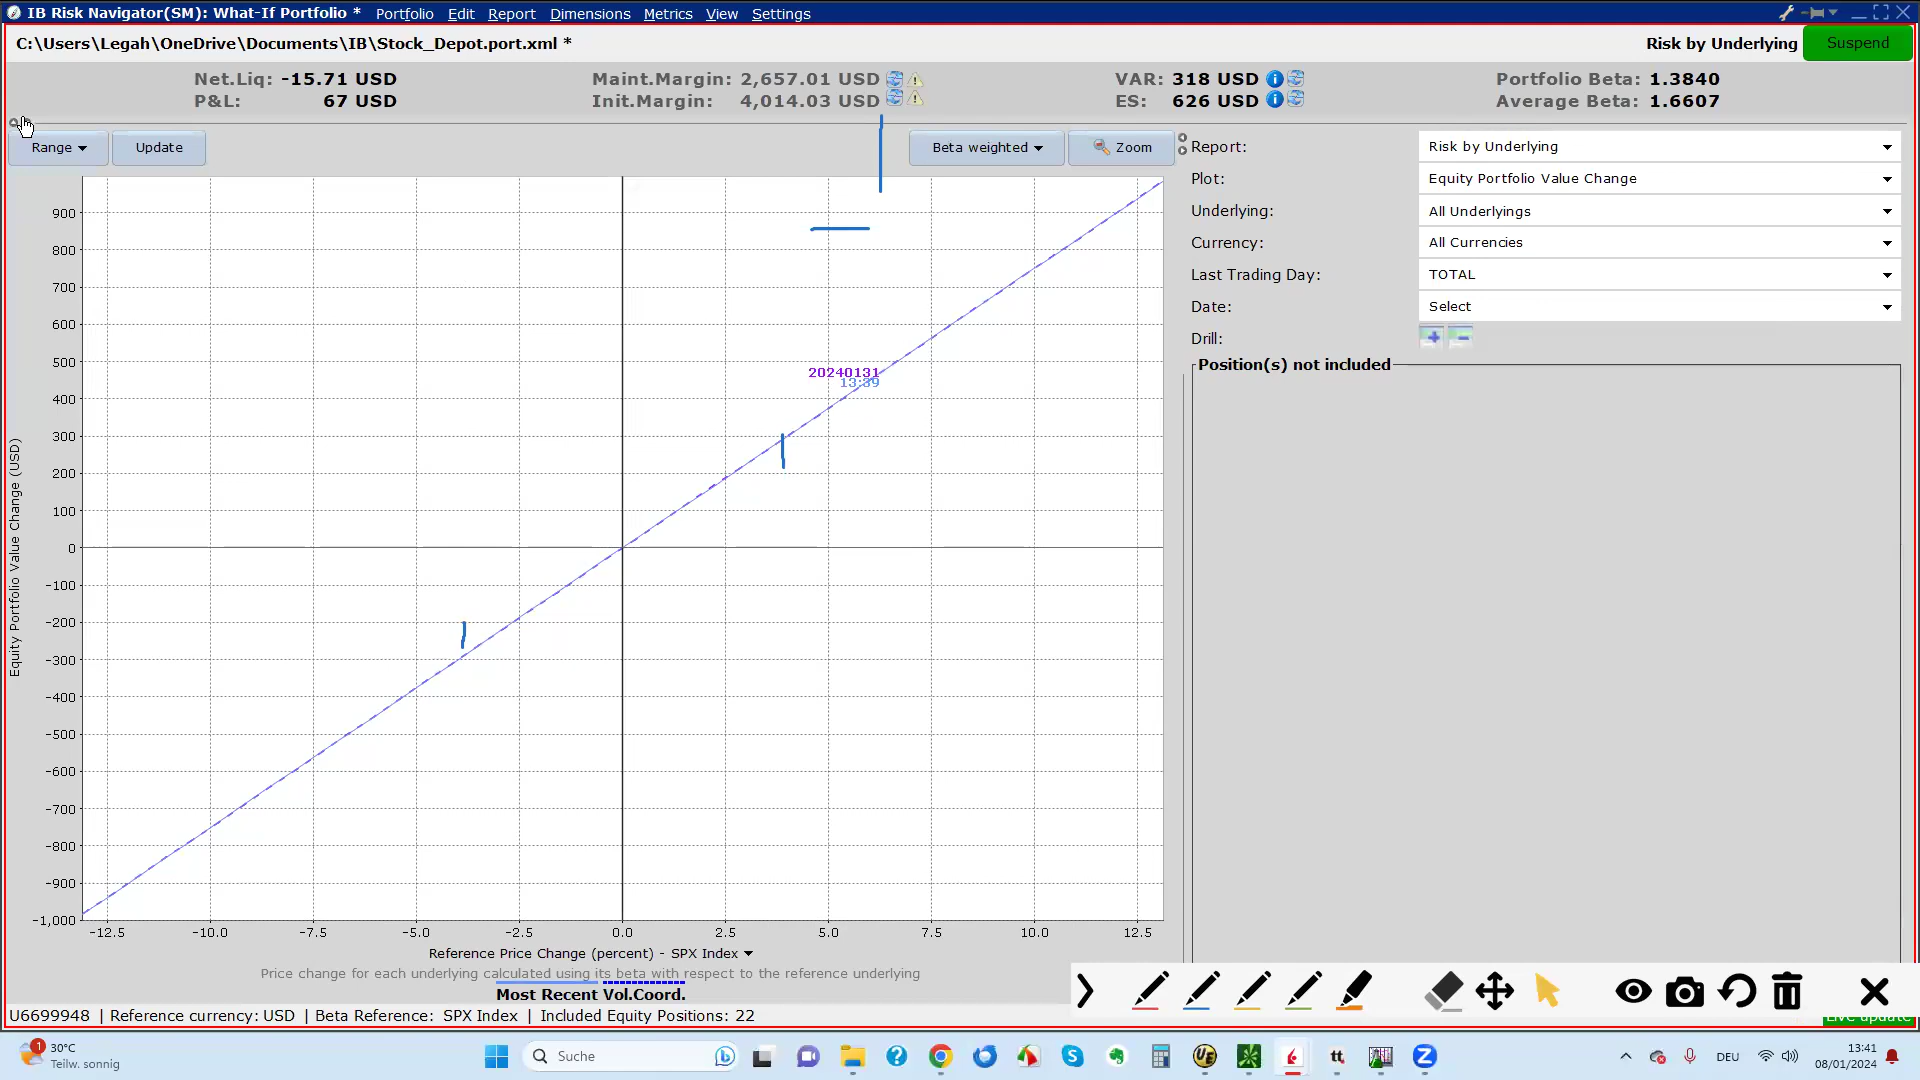 IB Risk Navigator(SM): What-If Portfolio * Portfolio Edit Report Dimensions Metrics View Settings
C:\Users\Legah\OneDrive\Documents\IB\Stock_Depot.port.xml * Risk by Underlying Suspend
Net.Liq: -15.71 USD Maint.Margin: 2,657.01 USD VAR: 318 USD Portfolio Beta: 1.3840
P&L: 67 USD Init.Margin: 4,014.03 USD ES: 626 USD Average Beta: 1.6607
Range Update Beta weighted Zoom
Report: Risk by Underlying
Plot: Equity Portfolio Value Change
Underlying: All Underlyings
Currency: All Currencies
Last Trading Day: TOTAL
Date: Select
Drill:
Position(s) not included
Equity Portfolio Value Change (USD)
900
800
700
600
500
400
300
200
100
0
-100
-200
-300
-400
-500
-600
-700
-800
-900
-1,000
20240131
13:39
-12.5 -10.0 -7.5 -5.0 -2.5 0.0 2.5 5.0 7.5 10.0 12.5
Reference Price Change (percent) - SPX Index
Price change for each underlying calculated using its beta with respect to the reference underlying
Most Recent Vol.Coord.
U6699948 | Reference currency: USD | Beta Reference: SPX Index | Included Equity Positions: 22
Live update
1
30°C
Teilw. sonnig
Suche
tt
DEU
13:41
08/01/2024